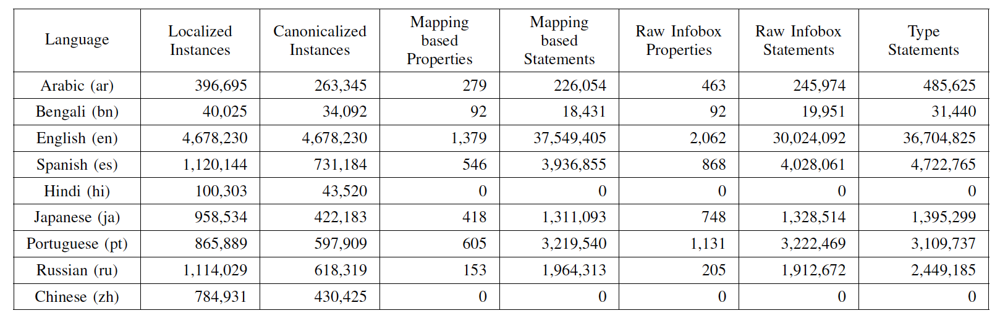 Language Localized Instances Canonicalized Instances Mapping based Properties Mapping based Statements Raw Infobox Properties Raw Infobox Statements Type Statements
Arabic (ar) 396,695 263,345 279 226,054 463 245,974 485,625
Bengali (bn) 40,025 34,092 92 18,431 92 19,951 31,440
English (en) 4,678,230 4,678,230 1,379 37,549,405 2,062 30,024,092 36,704,825
Spanish (es) 1,120,144 731,184 546 3,936,855 868 4,028,061 4,722,765
Hindi (hi) 100,303 43,520 0 0 0 0 0
Japanese (ja) 958,534 422,183 418 1,311,093 748 1,328,514 1,395,299
Portuguese (pt) 865,889 597,909 605 3,219,540 1,131 3,222,469 3,109,737
Russian (ru) 1,114,029 618,319 153 1,964,313 205 1,912,672 2,449,185
Chinese (zh) 784,931 430,425 0 0 0 0 0